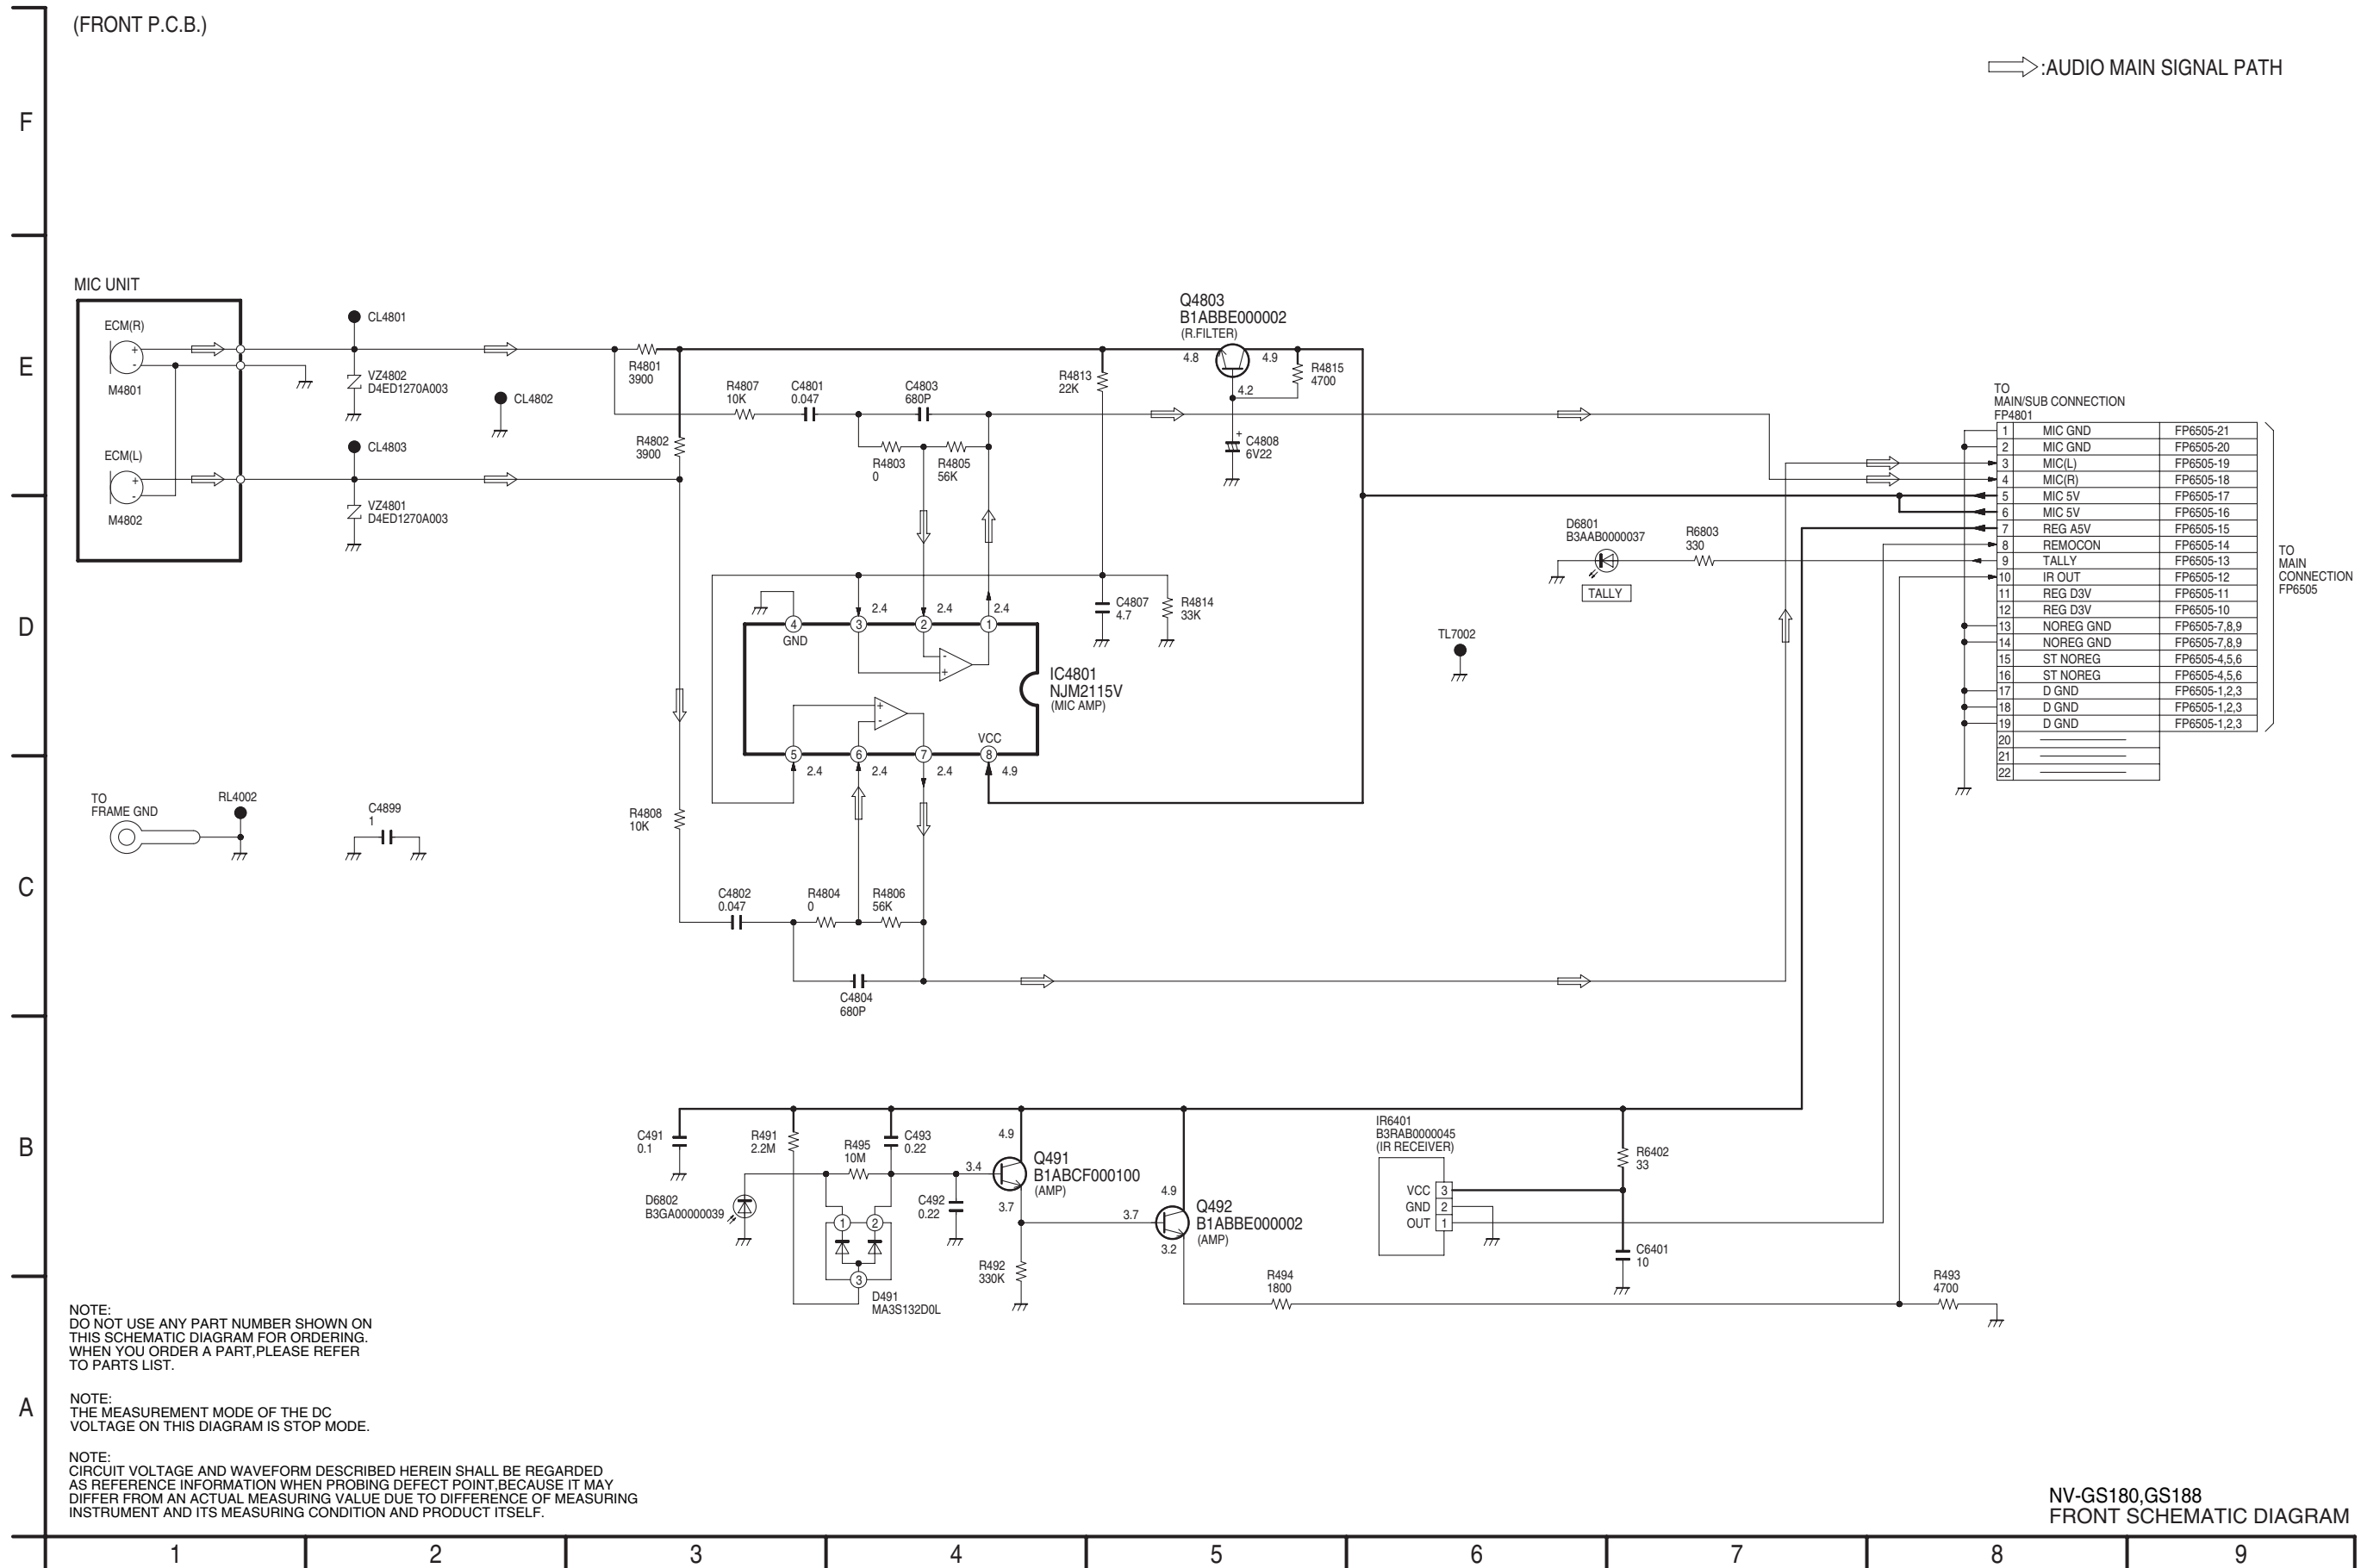 (FRONT P.C.B.)
:AUDIO MAIN SIGNAL PATH
F
E
D
C
B
A
MIC UNIT
ECM(R)
+
-
M4801
ECM(L)
+
-
M4802
CL4801
VZ4802
D4ED1270A003
CL4802
CL4803
VZ4801
D4ED1270A003
R4801
3900
R4802
3900
R4807
10K
C4801
0.047
C4803
680P
R4803
0
R4805
56K
R4813
22K
Q4803
B1ABBE000002
(R.FILTER)
4.8
4.9
4.2
R4815
4700
+
C4808
6V22
C4807
4.7
R4814
33K
4
GND
3
2.4
2
2.4
1
2.4
-
+
IC4801
NJM2115V
(MIC AMP)
+
-
VCC
5
2.4
6
2.4
7
2.4
8
4.9
R4808
10K
C4802
0.047
R4804
0
R4806
56K
C4804
680P
TO
FRAME GND
RL4002
C4899
1
D6801
B3AAB0000037
TALLY
R6803
330
TL7002
TO
MAIN/SUB CONNECTION
FP4801
1 MIC GND FP6505-21
2 MIC GND FP6505-20
3 MIC(L) FP6505-19
4 MIC(R) FP6505-18
5 MIC 5V FP6505-17
6 MIC 5V FP6505-16
7 REG A5V FP6505-15
8 REMOCON FP6505-14
9 TALLY FP6505-13
10 IR OUT FP6505-12
11 REG D3V FP6505-11
12 REG D3V FP6505-10
13 NOREG GND FP6505-7,8,9
14 NOREG GND FP6505-7,8,9
15 ST NOREG FP6505-4,5,6
16 ST NOREG FP6505-4,5,6
17 D GND FP6505-1,2,3
18 D GND FP6505-1,2,3
19 D GND FP6505-1,2,3
20
21
22
TO
MAIN
CONNECTION
FP6505
C491
0.1
R491
2.2M
R495
10M
C493
0.22
D6802
B3GA00000039
1
2
3
D491
MA3S132D0L
C492
0.22
4.9
3.4
3.7
Q491
B1ABCF000100
(AMP)
R492
330K
4.9
3.7
3.2
Q492
B1ABBE000002
(AMP)
R494
1800
IR6401
B3RAB0000045
(IR RECEIVER)
VCC 3
GND 2
OUT 1
R6402
33
C6401
10
R493
4700
NOTE:
DO NOT USE ANY PART NUMBER SHOWN ON
THIS SCHEMATIC DIAGRAM FOR ORDERING.
WHEN YOU ORDER A PART,PLEASE REFER
TO PARTS LIST.
NOTE:
THE MEASUREMENT MODE OF THE DC
VOLTAGE ON THIS DIAGRAM IS STOP MODE.
NOTE:
CIRCUIT VOLTAGE AND WAVEFORM DESCRIBED HEREIN SHALL BE REGARDED
AS REFERENCE INFORMATION WHEN PROBING DEFECT POINT,BECAUSE IT MAY
DIFFER FROM AN ACTUAL MEASURING VALUE DUE TO DIFFERENCE OF MEASURING
INSTRUMENT AND ITS MEASURING CONDITION AND PRODUCT ITSELF.
NV-GS180,GS188
FRONT SCHEMATIC DIAGRAM
1 2 3 4 5 6 7 8 9